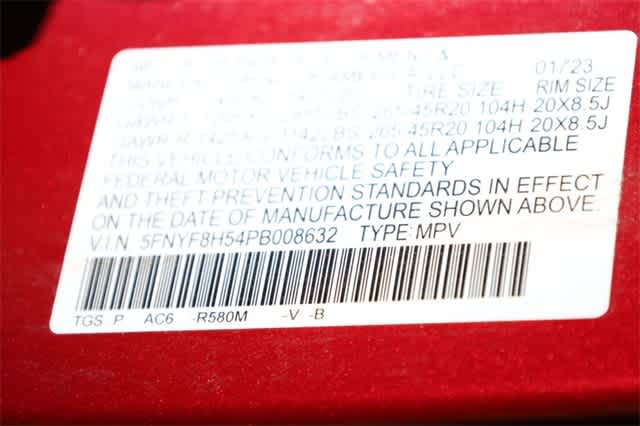 01/23
TIRE SIZE RIM SIZE
265/45R20 104H 20X8.5J
265/45R20 104H 20X8.5J
THIS VEHICLE CONFORMS TO ALL APPLICABLE
FEDERAL MOTOR VEHICLE SAFETY
AND THEFT PREVENTION STANDARDS IN EFFECT
ON THE DATE OF MANUFACTURE SHOWN ABOVE.
V.I.N 5FNYF8H54PB008632 TYPE:MPV
TGS P AC6 -R580M -V -B